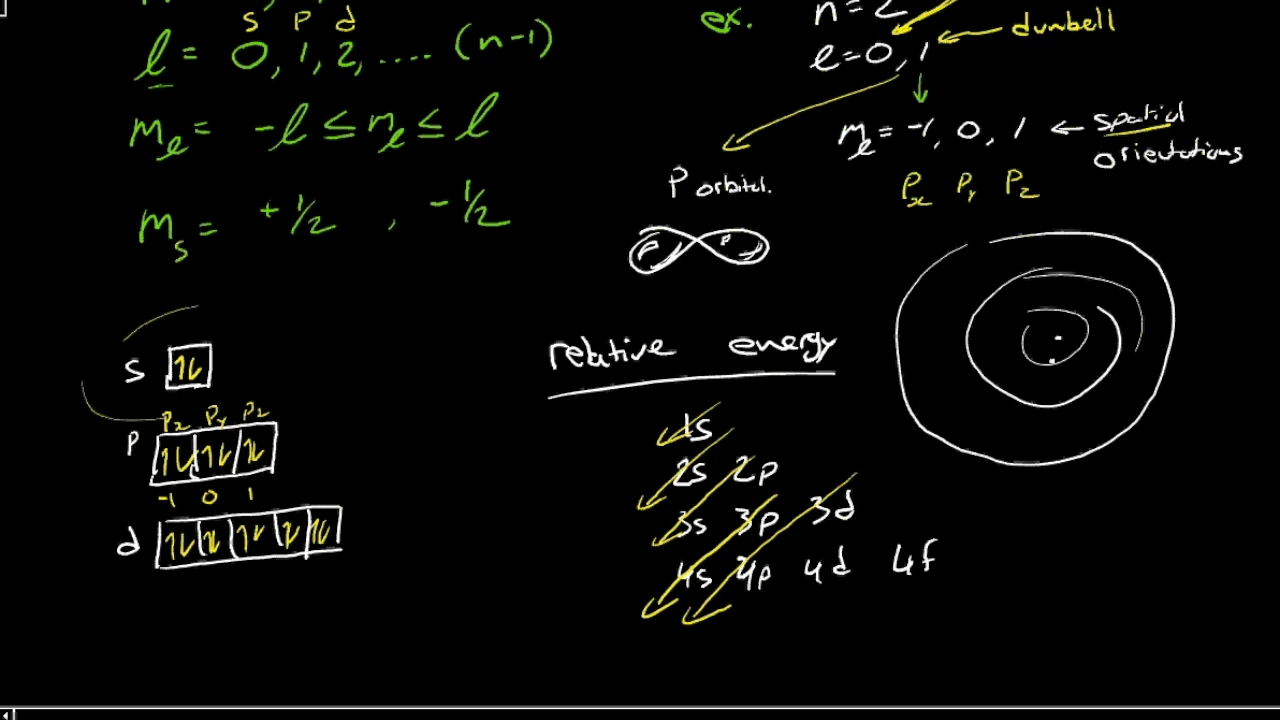 s p d
l = 0, 1, 2, .... (n-1)
mℓ = -l ≤ mℓ ≤ l
ms = +1/2 , -1/2
ex. n = 2
l = 0, 1 ← dumbell
mℓ = -1, 0, 1 ← spatial
orientations
Px Py Pz
P orbital.
s
Px Py Pz
P
-1 0 1
d
relative energy
1s
2s 2p
3s 3p 3d
4s 4p 4d 4f